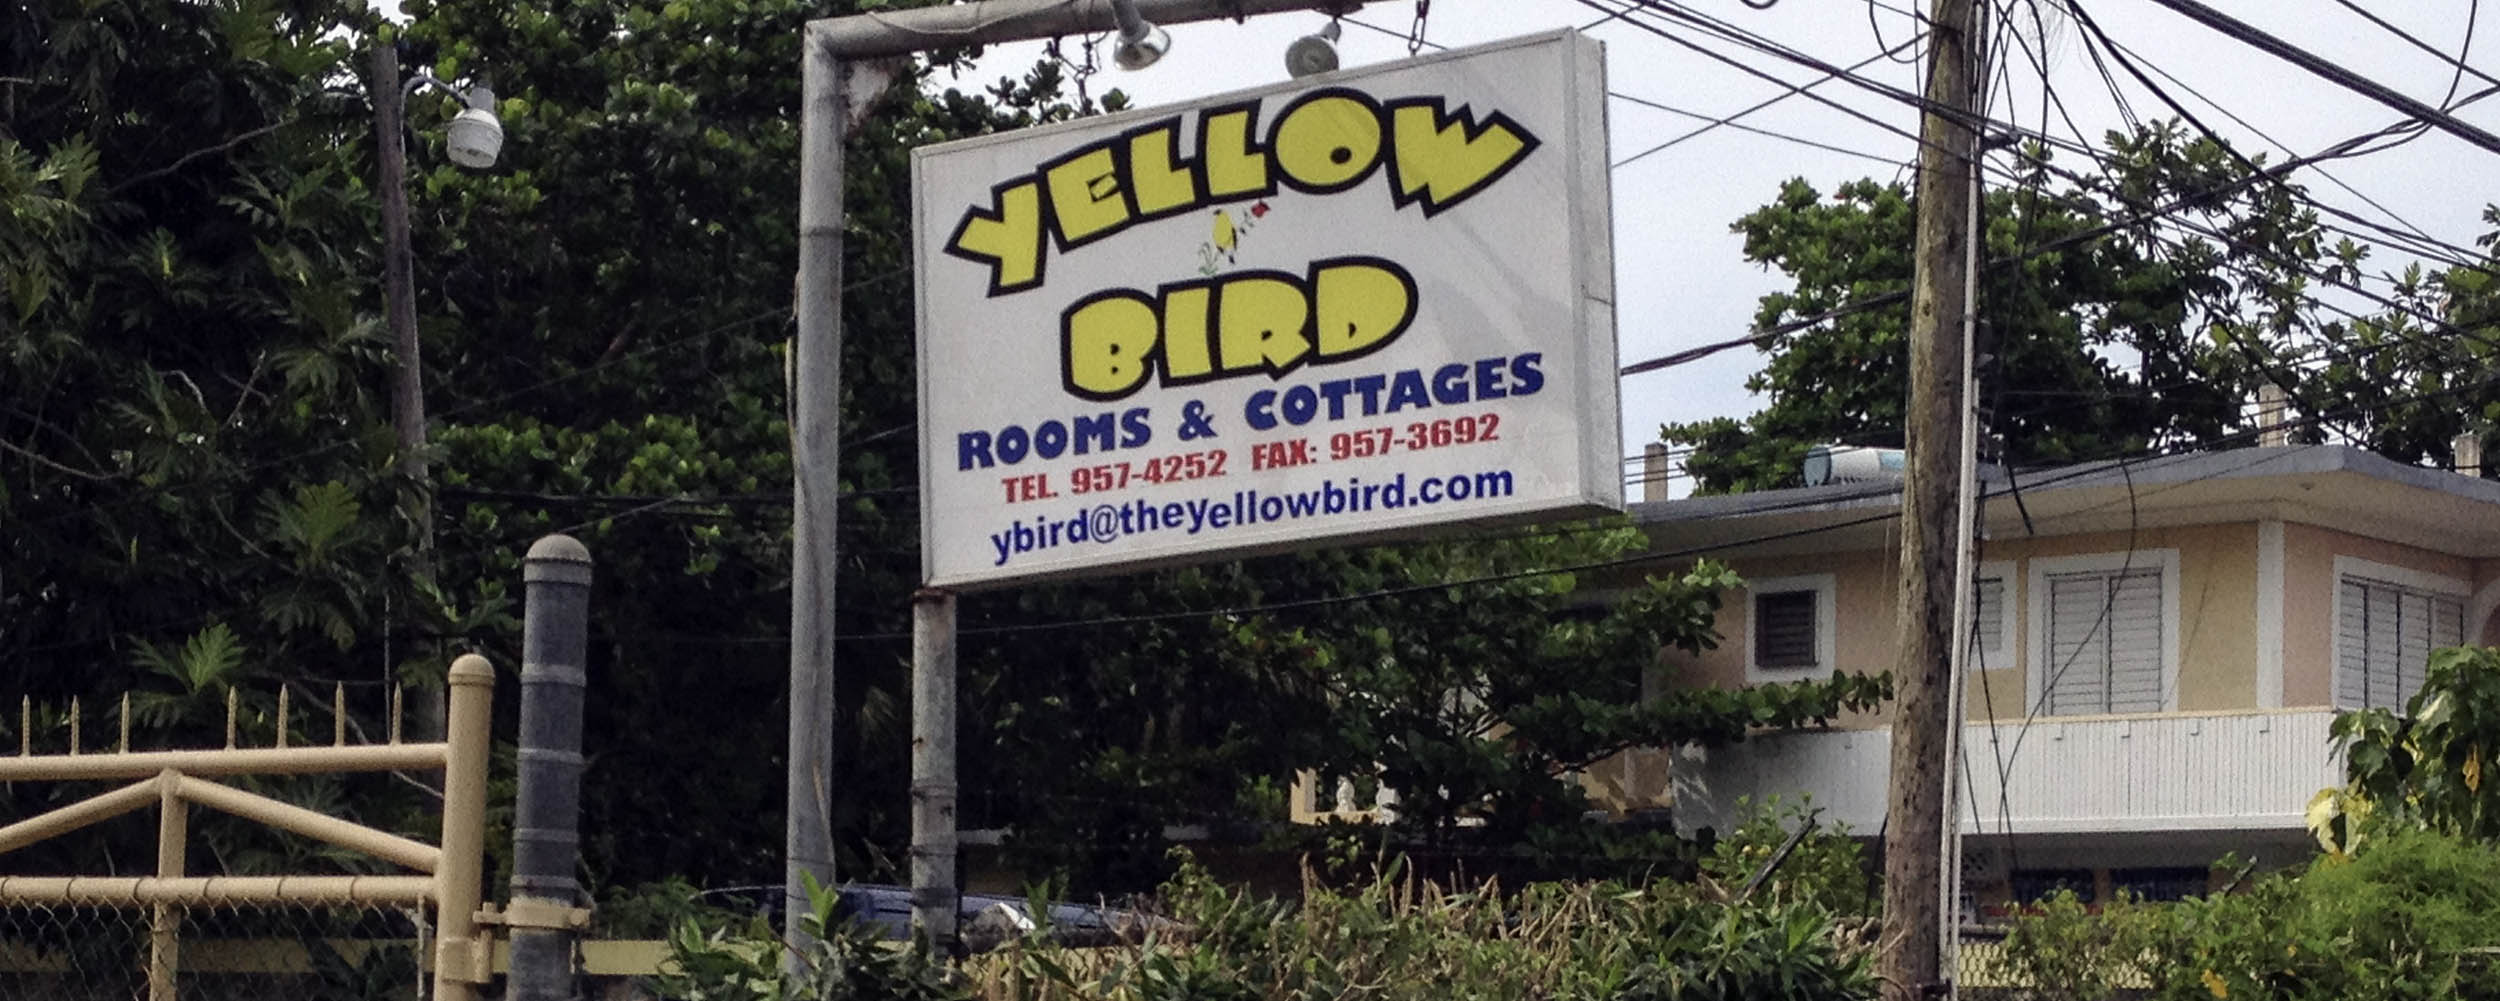 YELLOW
BIRD
ROOMS & COTTAGES
TEL. 957-4252 FAX: 957-3692
ybird@theyellowbird.com